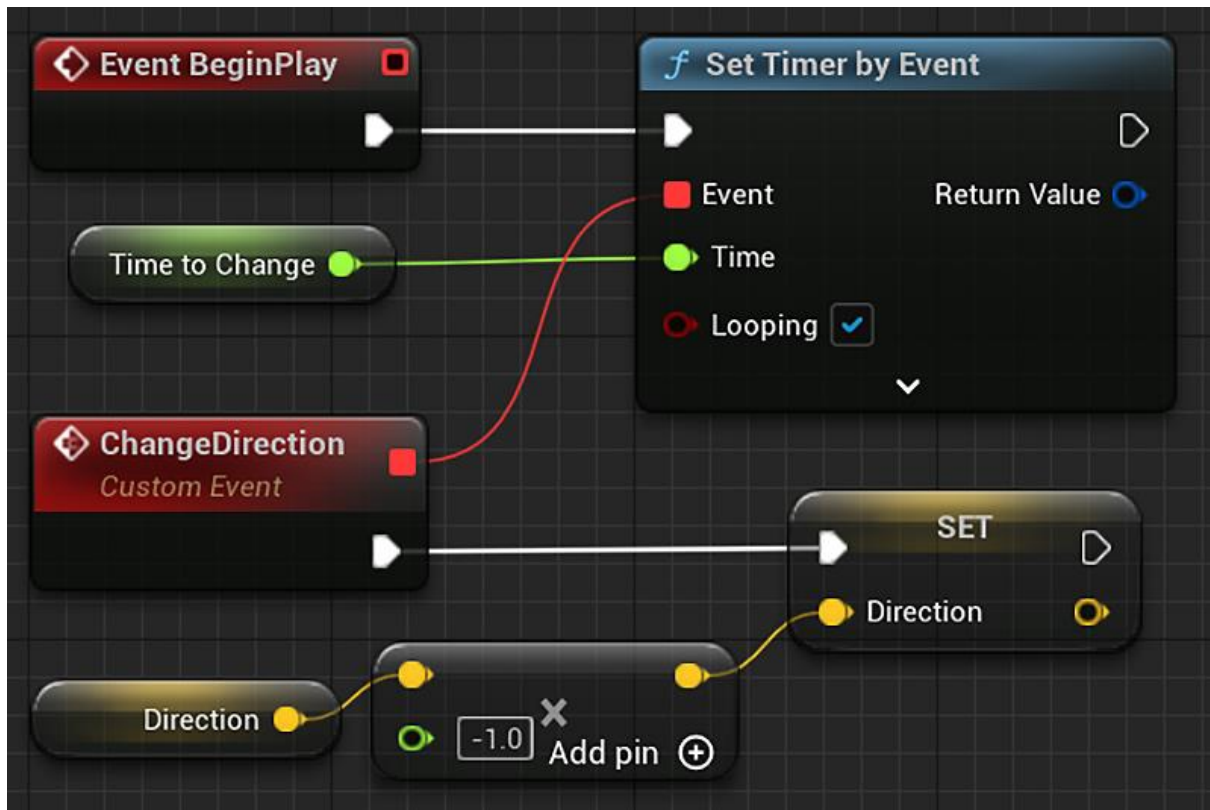 Event BeginPlay
f Set Timer by Event
Event
Return Value
Time to Change
Time
Looping
ChangeDirection
Custom Event
SET
Direction
Direction
-1.0
Add pin